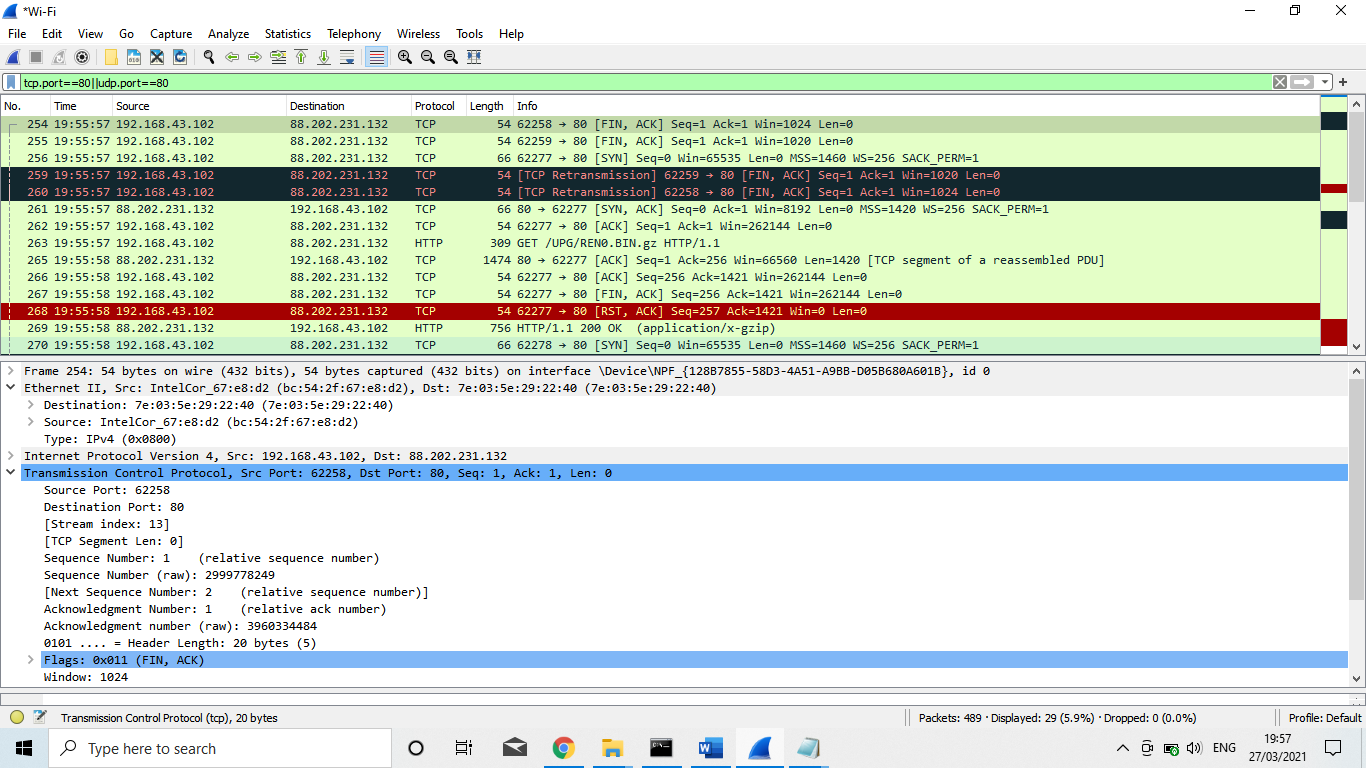 *Wi-Fi
File Edit View Go Capture Analyze Statistics Telephony Wireless Tools Help
tcp.port==80||udp.port==80
No. Time Source Destination Protocol Length Info
254 19:55:57 192.168.43.102 88.202.231.132 TCP 54 62258 → 80 [FIN, ACK] Seq=1 Ack=1 Win=1024 Len=0
255 19:55:57 192.168.43.102 88.202.231.132 TCP 54 62259 → 80 [FIN, ACK] Seq=1 Ack=1 Win=1020 Len=0
256 19:55:57 192.168.43.102 88.202.231.132 TCP 66 62277 → 80 [SYN] Seq=0 Win=65535 Len=0 MSS=1460 WS=256 SACK_PERM=1
259 19:55:57 192.168.43.102 88.202.231.132 TCP 54 [TCP Retransmission] 62259 → 80 [FIN, ACK] Seq=1 Ack=1 Win=1020 Len=0
260 19:55:57 192.168.43.102 88.202.231.132 TCP 54 [TCP Retransmission] 62258 → 80 [FIN, ACK] Seq=1 Ack=1 Win=1024 Len=0
261 19:55:57 88.202.231.132 192.168.43.102 TCP 66 80 → 62277 [SYN, ACK] Seq=0 Ack=1 Win=8192 Len=0 MSS=1420 WS=256 SACK_PERM=1
262 19:55:57 192.168.43.102 88.202.231.132 TCP 54 62277 → 80 [ACK] Seq=1 Ack=1 Win=262144 Len=0
263 19:55:57 192.168.43.102 88.202.231.132 HTTP 309 GET /UPG/REN0.BIN.gz HTTP/1.1
265 19:55:58 88.202.231.132 192.168.43.102 TCP 1474 80 → 62277 [ACK] Seq=1 Ack=256 Win=66560 Len=1420 [TCP segment of a reassembled PDU]
266 19:55:58 192.168.43.102 88.202.231.132 TCP 54 62277 → 80 [ACK] Seq=256 Ack=1421 Win=262144 Len=0
267 19:55:58 192.168.43.102 88.202.231.132 TCP 54 62277 → 80 [FIN, ACK] Seq=256 Ack=1421 Win=262144 Len=0
268 19:55:58 192.168.43.102 88.202.231.132 TCP 54 62277 → 80 [RST, ACK] Seq=257 Ack=1421 Win=0 Len=0
269 19:55:58 88.202.231.132 192.168.43.102 HTTP 756 HTTP/1.1 200 OK (application/x-gzip)
270 19:55:58 192.168.43.102 88.202.231.132 TCP 66 62278 → 80 [SYN] Seq=0 Win=65535 Len=0 MSS=1460 WS=256 SACK_PERM=1
Frame 254: 54 bytes on wire (432 bits), 54 bytes captured (432 bits) on interface \Device\NPF_{128B7855-58D3-4A51-A9BB-D05B680A601B}, id 0
Ethernet II, Src: IntelCor_67:e8:d2 (bc:54:2f:67:e8:d2), Dst: 7e:03:5e:29:22:40 (7e:03:5e:29:22:40)
Destination: 7e:03:5e:29:22:40 (7e:03:5e:29:22:40)
Source: IntelCor_67:e8:d2 (bc:54:2f:67:e8:d2)
Type: IPv4 (0x0800)
Internet Protocol Version 4, Src: 192.168.43.102, Dst: 88.202.231.132
Transmission Control Protocol, Src Port: 62258, Dst Port: 80, Seq: 1, Ack: 1, Len: 0
Source Port: 62258
Destination Port: 80
[Stream index: 13]
[TCP Segment Len: 0]
Sequence Number: 1 (relative sequence number)
Sequence Number (raw): 2999778249
[Next Sequence Number: 2 (relative sequence number)]
Acknowledgment Number: 1 (relative ack number)
Acknowledgment number (raw): 3960334484
0101 .... = Header Length: 20 bytes (5)
Flags: 0x011 (FIN, ACK)
Window: 1024
Transmission Control Protocol (tcp), 20 bytes Packets: 489 · Displayed: 29 (5.9%) · Dropped: 0 (0.0%) Profile: Default
Type here to search ENG 19:57
27/03/2021